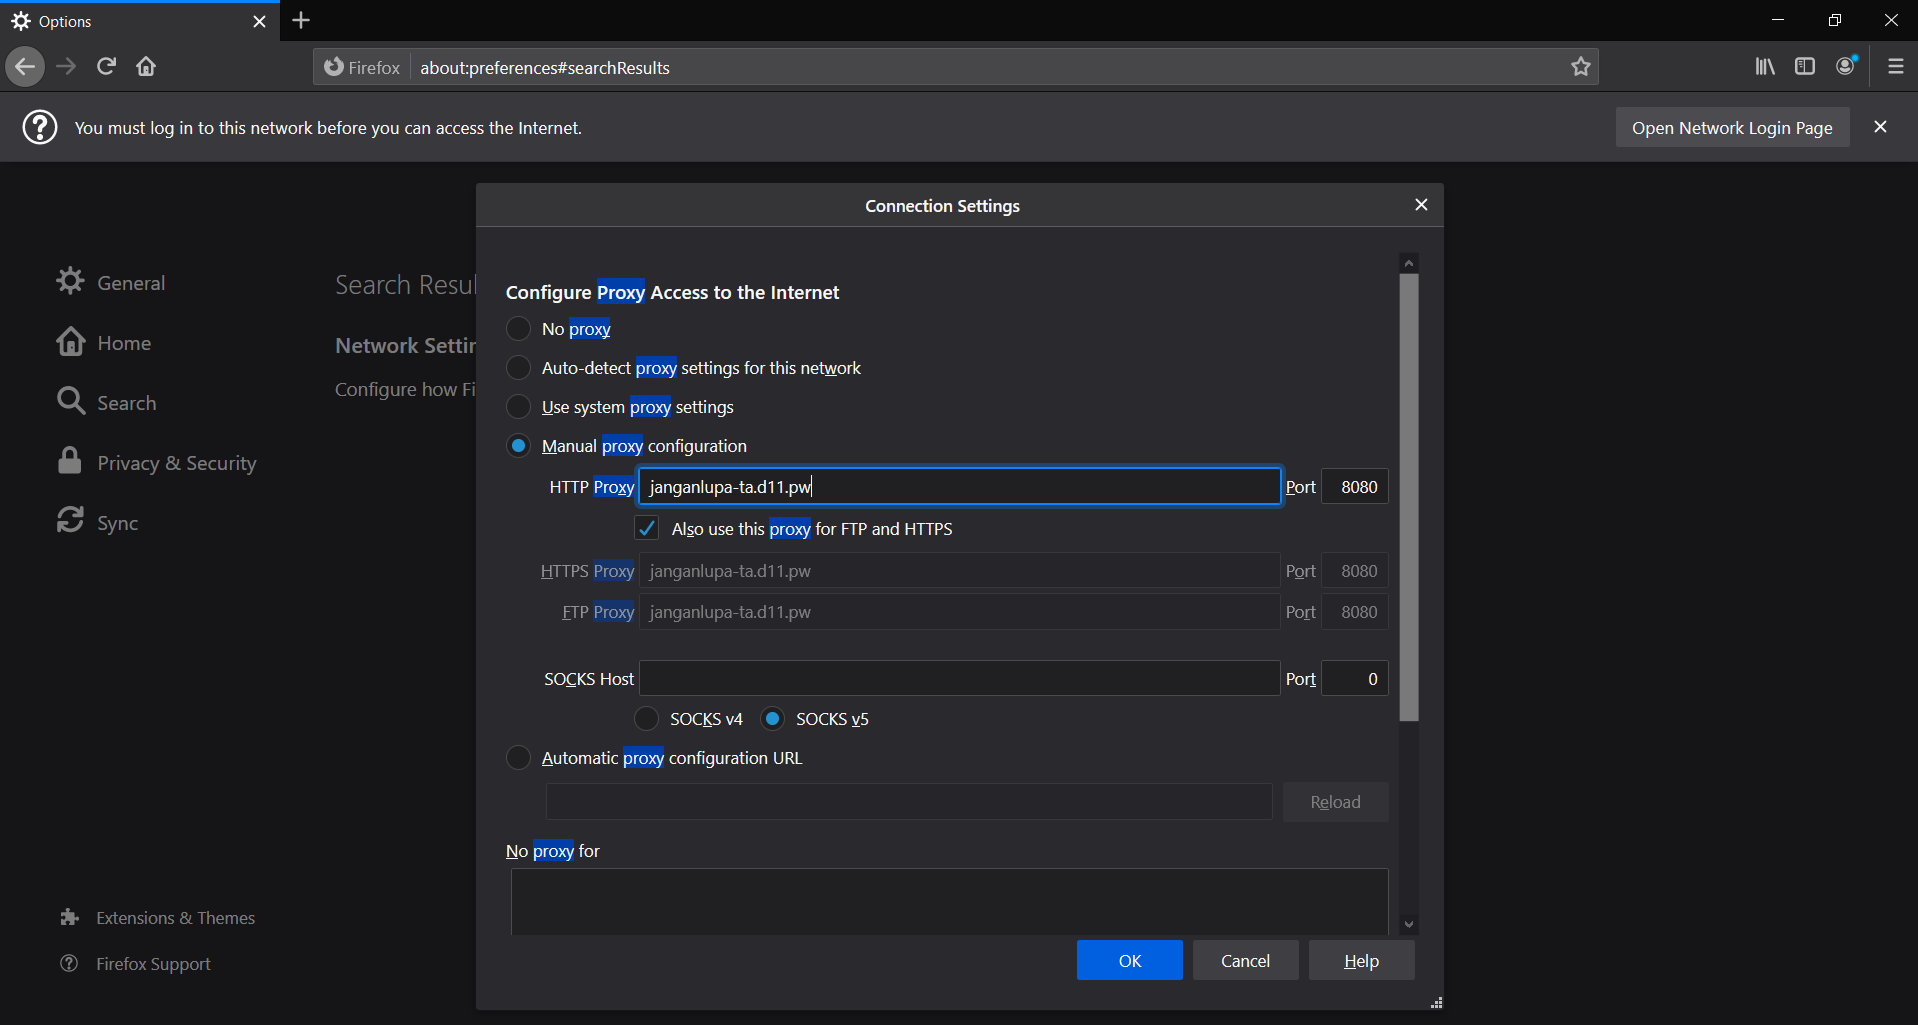 Options
Firefox about:preferences#searchResults
You must log in to this network before you can access the Internet.
Open Network Login Page
Connection Settings
General
Home
Search
Privacy & Security
Sync
Extensions & Themes
Firefox Support
Search Resul
Network Settin
Configure how Fi
Configure Proxy Access to the Internet
No proxy
Auto-detect proxy settings for this network
Use system proxy settings
Manual proxy configuration
HTTP Proxy janganlupa-ta.d11.pw Port 8080
Also use this proxy for FTP and HTTPS
HTTPS Proxy janganlupa-ta.d11.pw Port 8080
FTP Proxy janganlupa-ta.d11.pw Port 8080
SOCKS Host Port 0
SOCKS v4 SOCKS v5
Automatic proxy configuration URL
Reload
No proxy for
OK Cancel Help